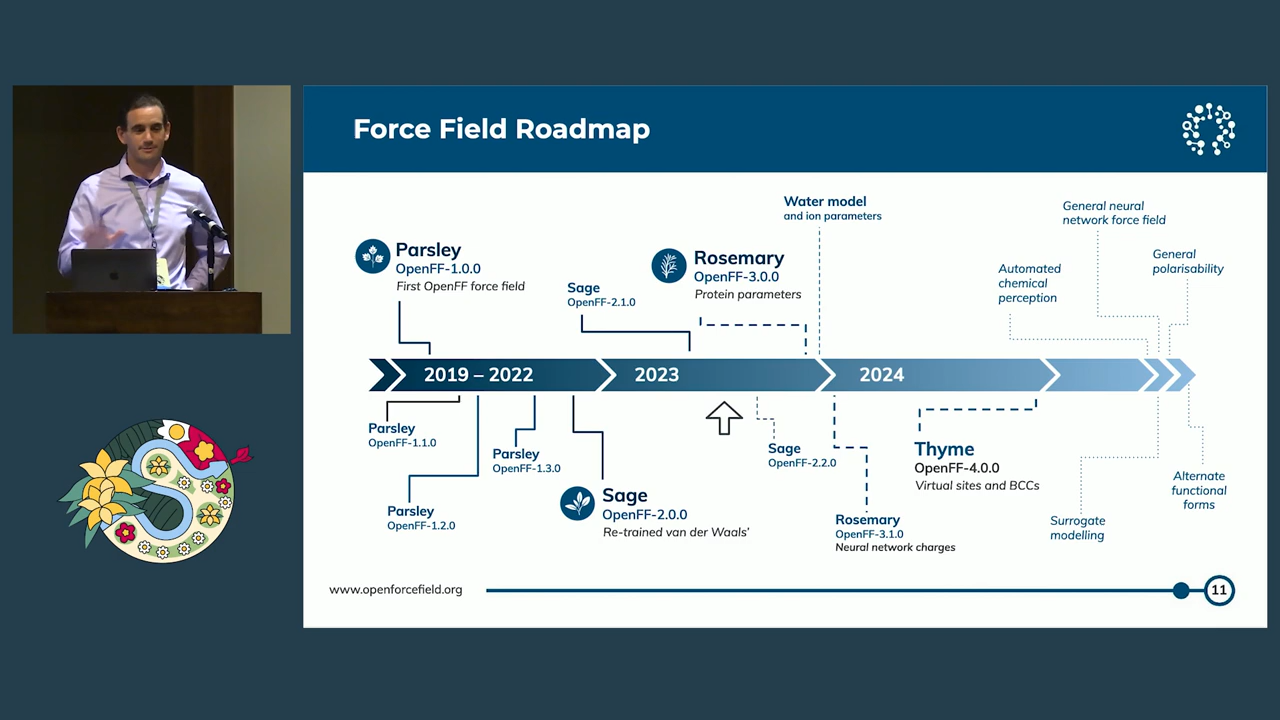 Force Field Roadmap
Water model
and ion parameters
General neural
network force field
Parsley
OpenFF-1.0.0
First OpenFF force field
Rosemary
OpenFF-3.0.0
Protein parameters
General
polarisability
Sage
OpenFF-2.1.0
Automated
chemical
perception
2019 – 2022
2023
2024
Parsley
OpenFF-1.1.0
Parsley
OpenFF-1.3.0
Sage
OpenFF-2.2.0
Thyme
OpenFF-4.0.0
Virtual sites and BCCs
Parsley
OpenFF-1.2.0
Sage
OpenFF-2.0.0
Re-trained van der Waals’
Rosemary
OpenFF-3.1.0
Neural network charges
Surrogate
modelling
Alternate
functional
forms
www.openforcefield.org
11